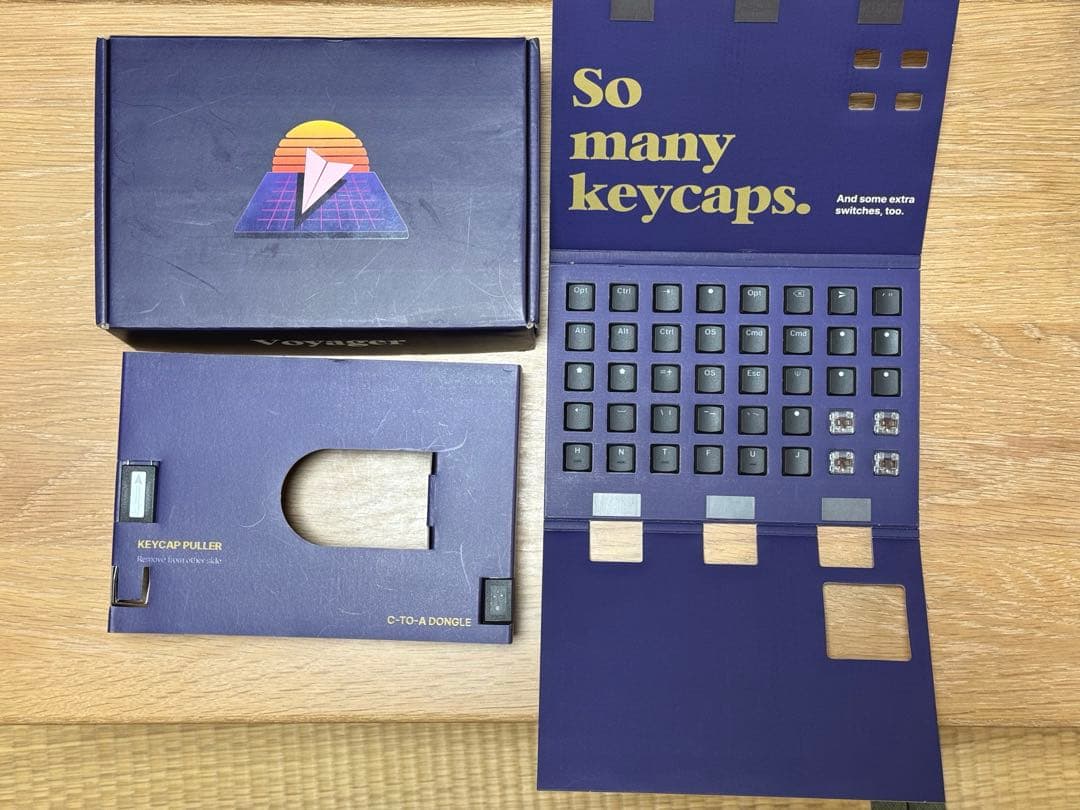 So
many
keycaps.
And some extra
switches, too.
Voyager
Opt Ctrl Opt
Alt Alt Ctrl OS Cmd Cmd
=+ OS Esc
H N T F U J
KEYCAP PULLER
Remove from other side
C-TO-A DONGLE